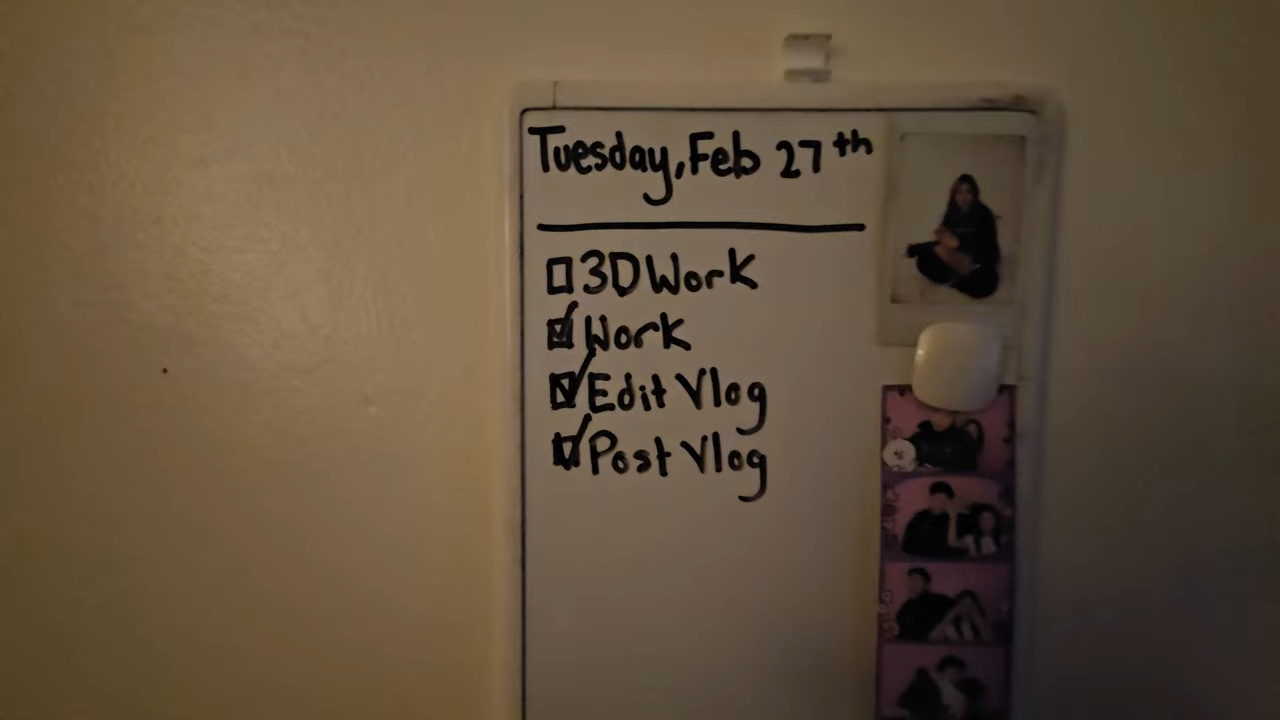 Tuesday, Feb 27th
☐ 3D Work
☑ Work
☑ Edit Vlog
☑ Post Vlog